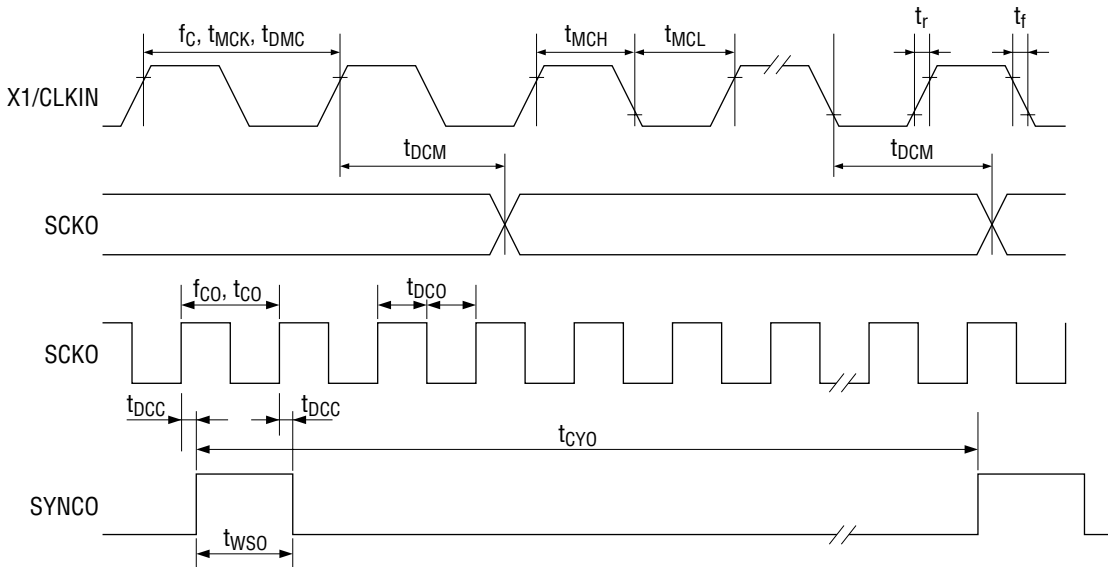 fC, tMCK, tDMC
tMCH
tMCL
tr
tf
X1/CLKIN
tDCM
tDCM
SCKO
fCO, tCO
tDCO
SCKO
tDCC
tDCC
tCYO
SYNCO
tWSO